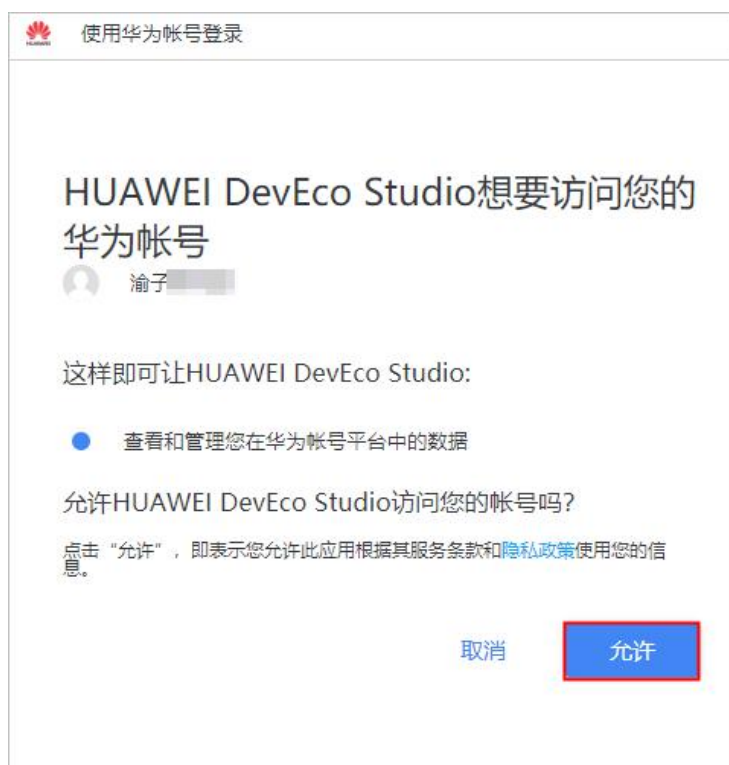 HUAWEI
使用华为帐号登录
HUAWEI DevEco Studio想要访问您的
华为帐号
渝子
这样即可让HUAWEI DevEco Studio:
查看和管理您在华为帐号平台中的数据
允许HUAWEI DevEco Studio访问您的帐号吗?
点击“允许”，即表示您允许此应用根据其服务条款和隐私政策使用您的信
息。
取消
允许